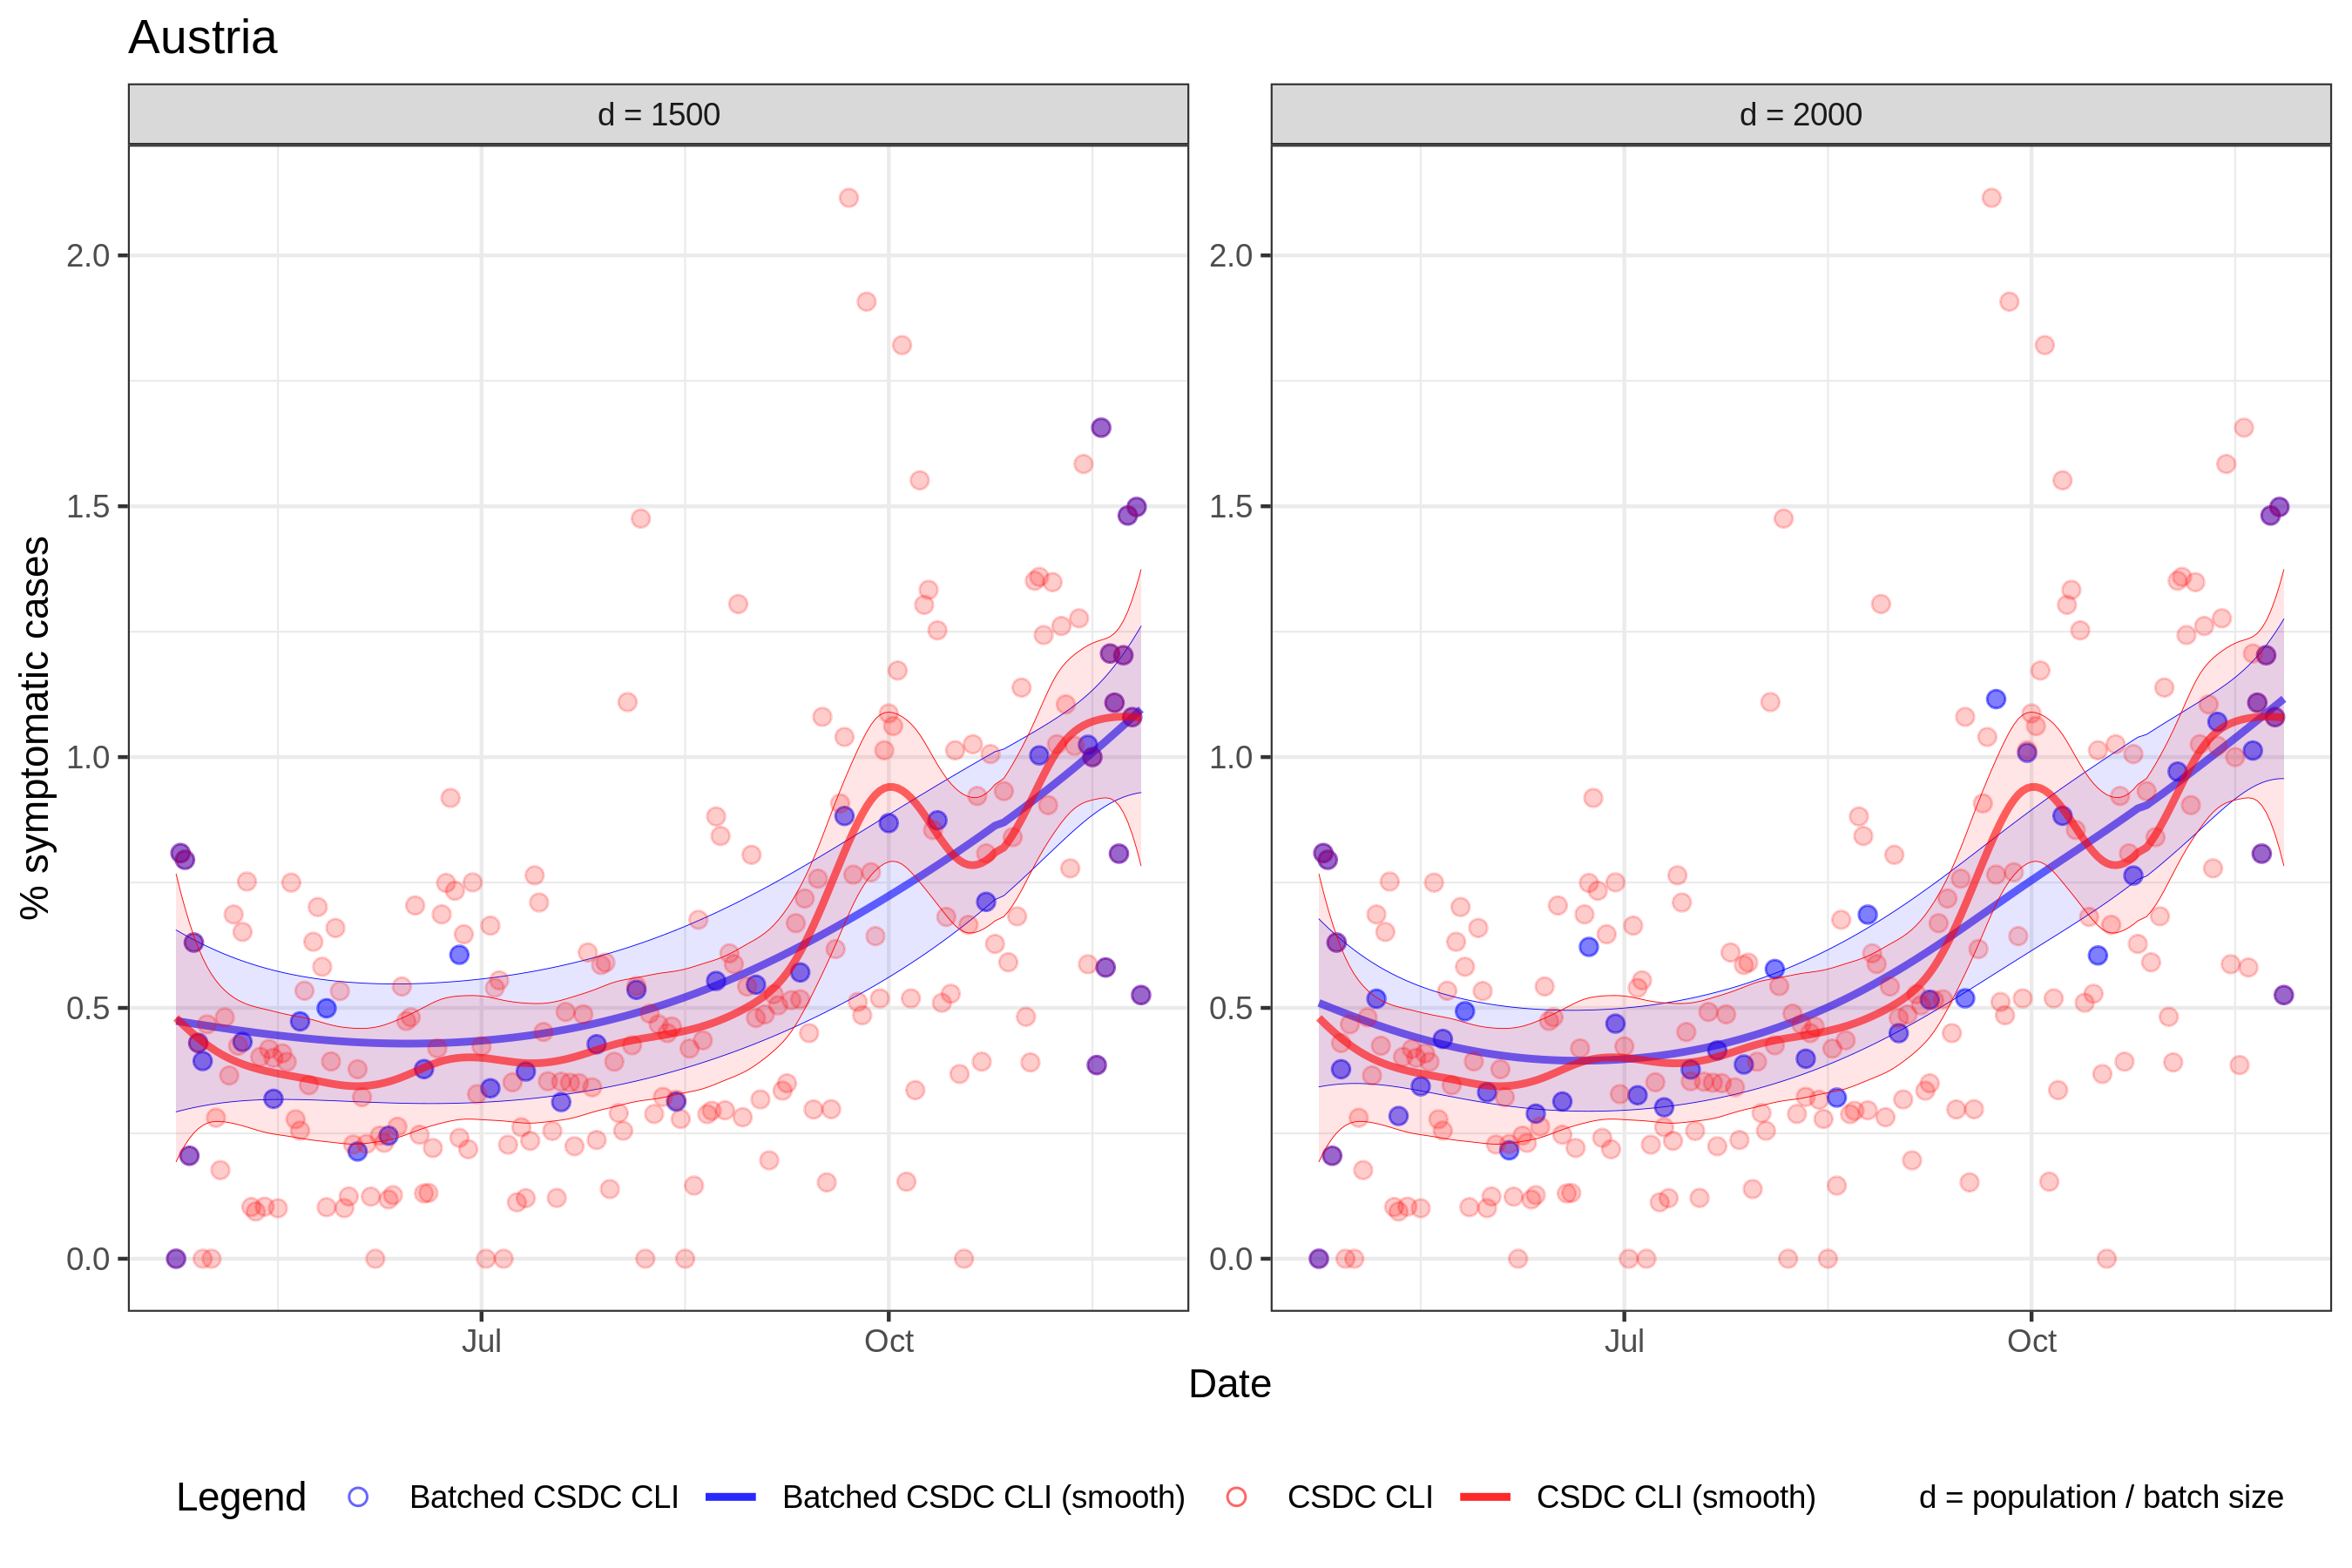 Austria
d = 1500
d = 2000
% symptomatic cases
2.0
1.5
1.0
0.5
0.0
2.0
1.5
1.0
0.5
0.0
Jul
Oct
Jul
Oct
Date
Legend Batched CSDC CLI Batched CSDC CLI (smooth) CSDC CLI CSDC CLI (smooth) d = population / batch size